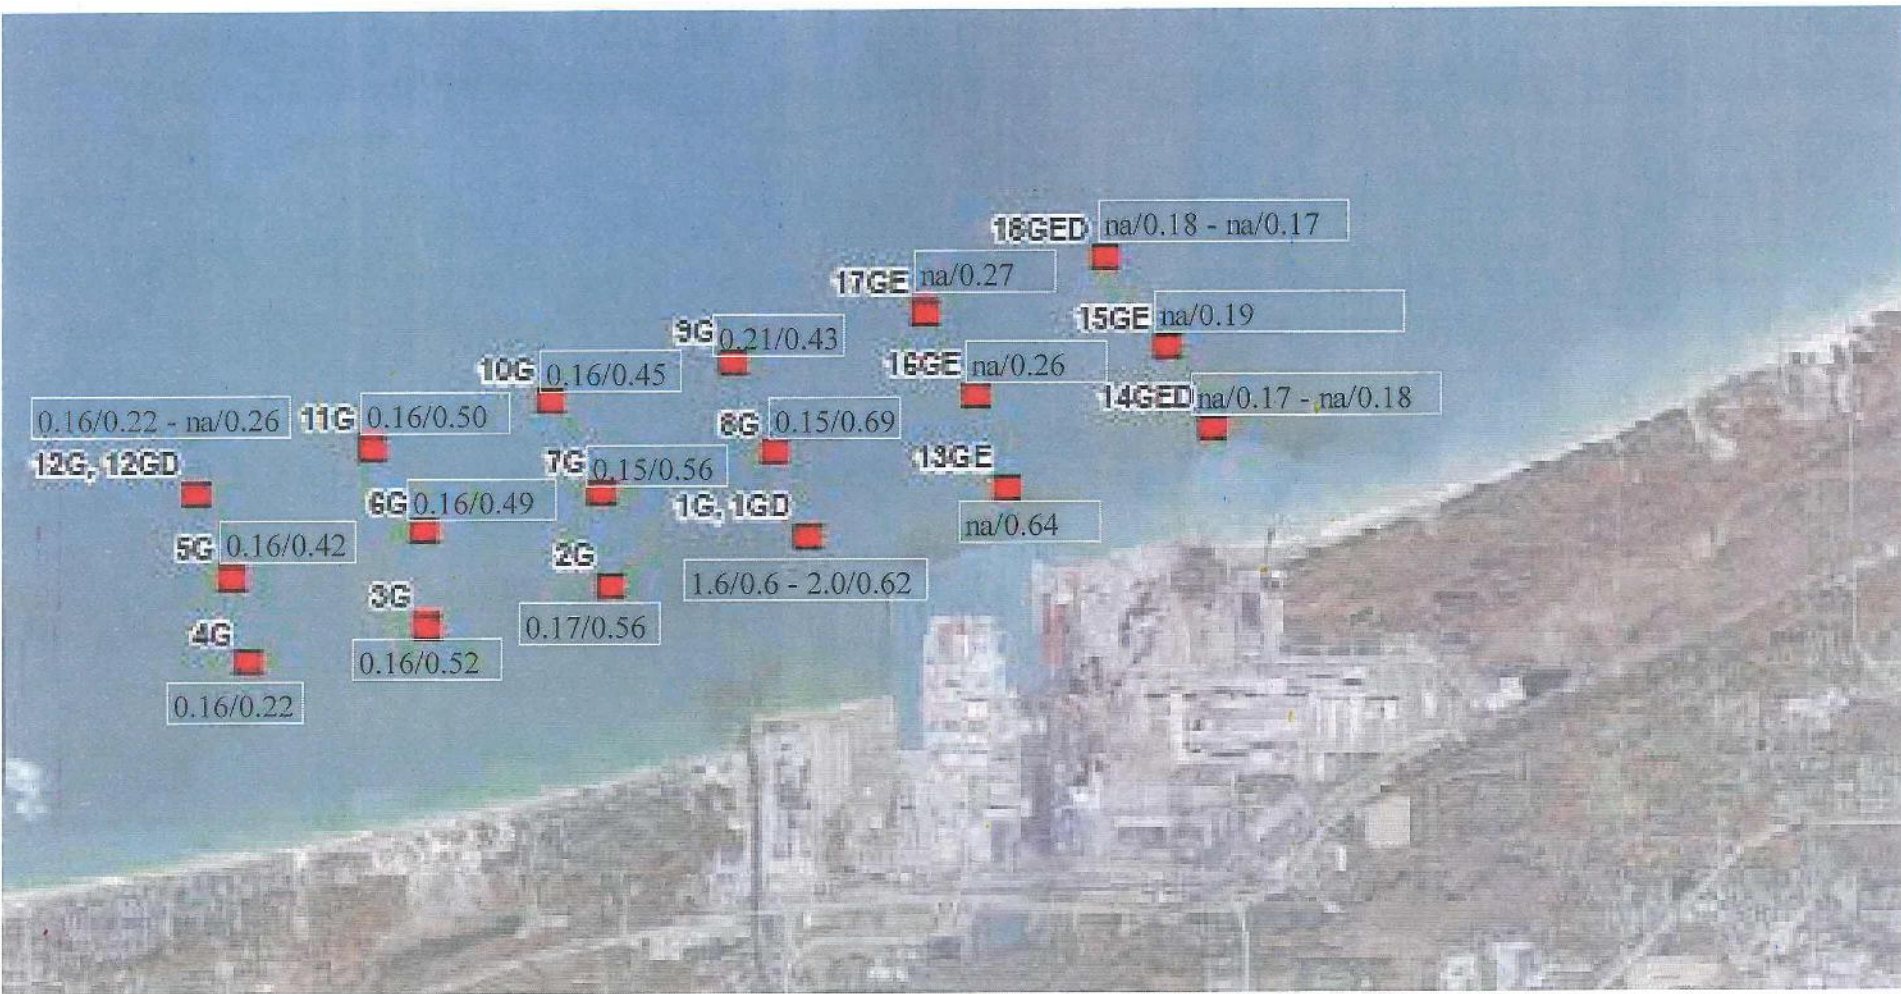 18GED na/0.18 - na/0.17
17GE na/0.27
15GE na/0.19
9G 0.21/0.43
16GE na/0.26
10G 0.16/0.45
14GED na/0.17 - na/0.18
0.16/0.22 - na/0.26
11G 0.16/0.50
8G 0.15/0.69
12G, 12GD
7G 0.15/0.56
13GE
6G 0.16/0.49
1G, 1GD
na/0.64
5G 0.16/0.42
2G
1.6/0.6 - 2.0/0.62
3G
0.17/0.56
4G
0.16/0.52
0.16/0.22